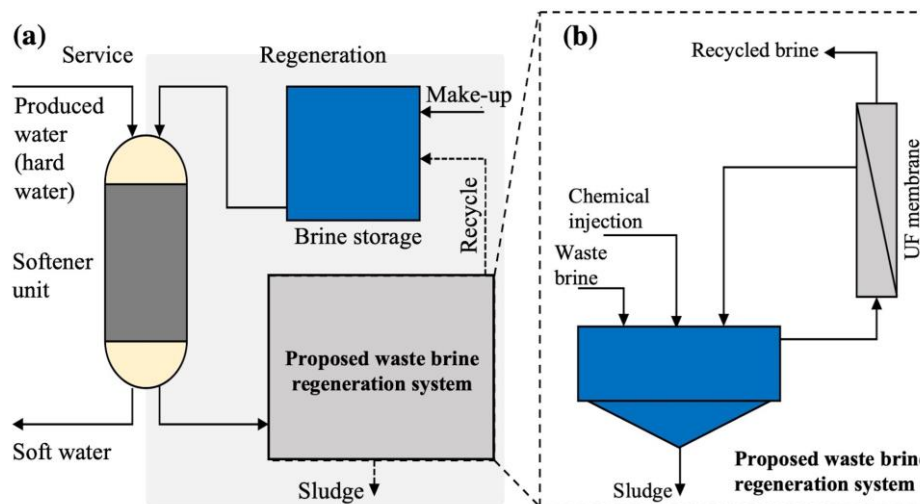 (a)
Service
Regeneration
Produced
water
(hard
water)
Make-up
Recycle
Brine storage
Softener
unit
Proposed waste brine
regeneration system
Soft water
Sludge
(b)
Recycled brine
UF membrane
Chemical
injection
Waste
brine
Sludge
Proposed waste brine
regeneration system